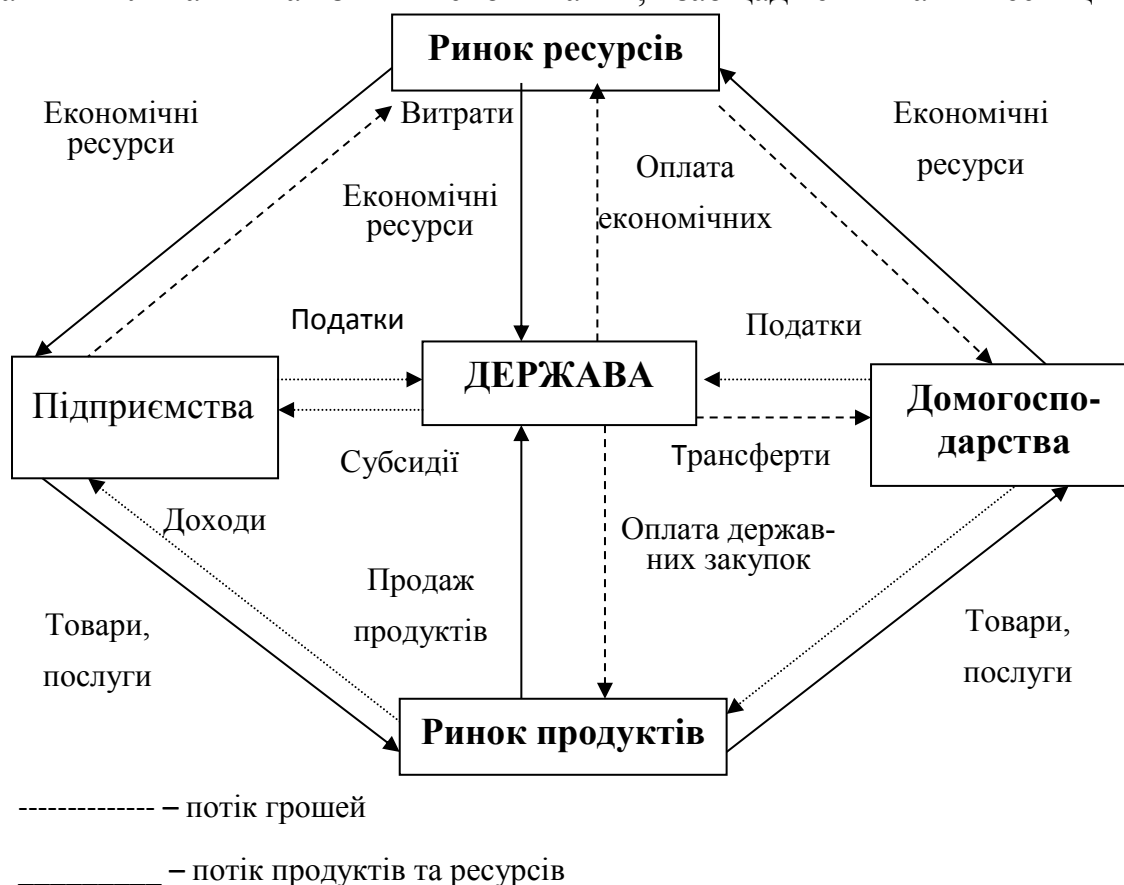 Ринок ресурсів
Економічні
ресурси
Витрати
Економічні
ресурси
Оплата
економічних
Економічні
ресурси
Податки
ДЕРЖАВА
Податки
Підприємства
Домогоспо-
дарства
Субсидії
Трансферти
Доходи
Оплата держав-
них закупок
Продаж
продуктів
Товари,
послуги
Товари,
послуги
Ринок продуктів
-------------- – потік грошей
__________ – потік продуктів та ресурсів